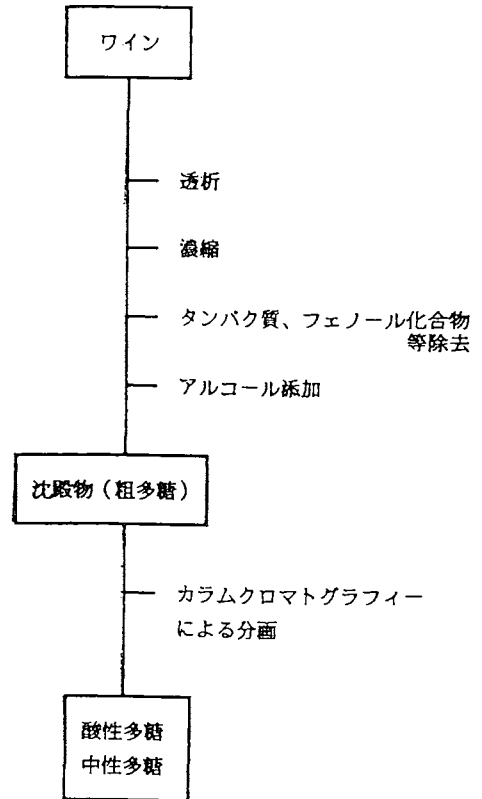 ワイン
透析
濃縮
タンパク質、フェノール化合物
等除去
アルコール添加
沈殿物(粗多糖)
カラムクロマトグラフィー
による分画
酸性多糖
中性多糖